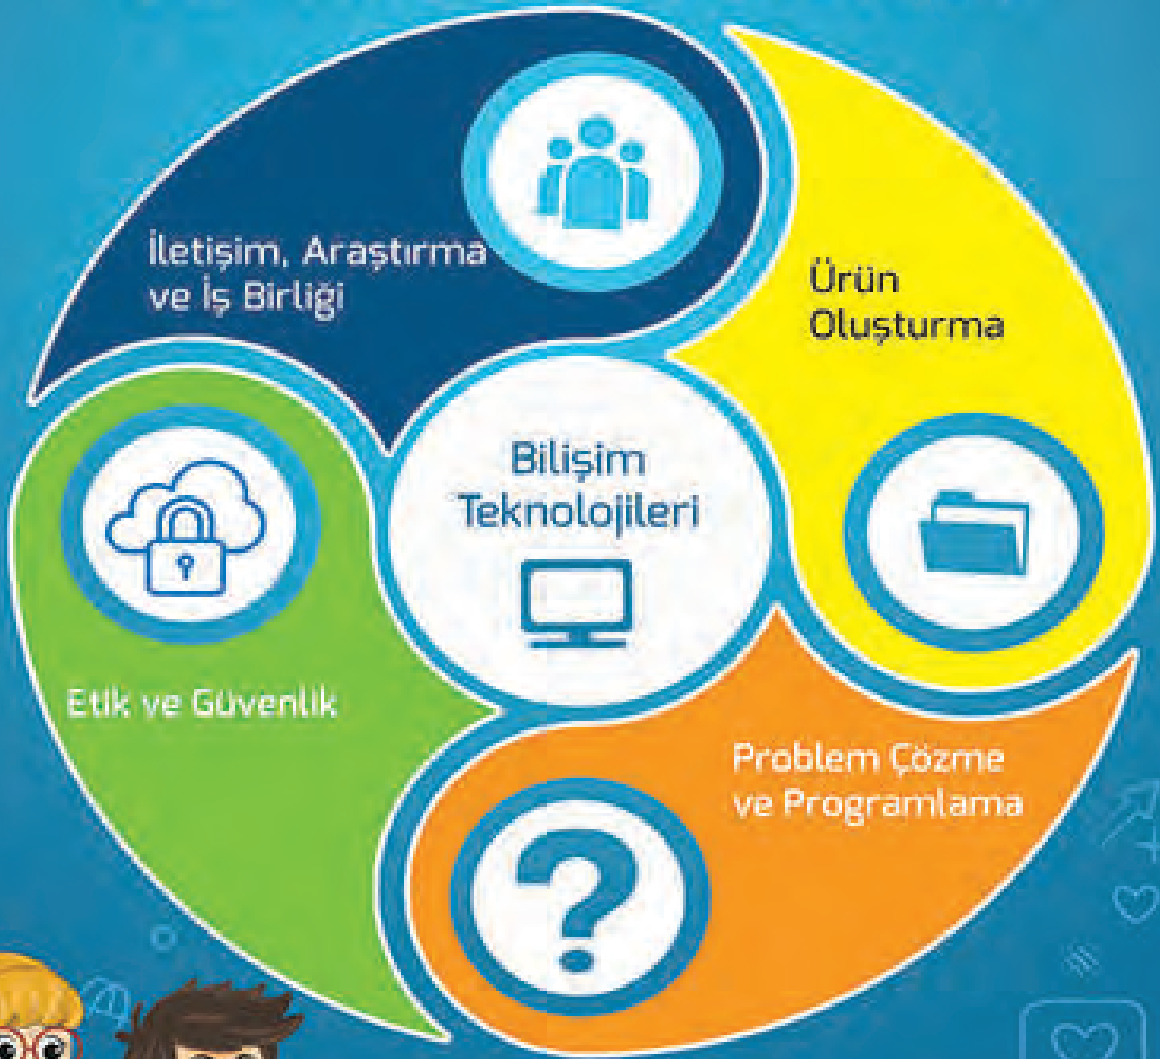 İletişim, Araştırma
ve İş Birliği
Ürün
Oluşturma
Bilişim
Teknolojileri
Etik ve Güvenlik
Problem Çözme
ve Programlama
?